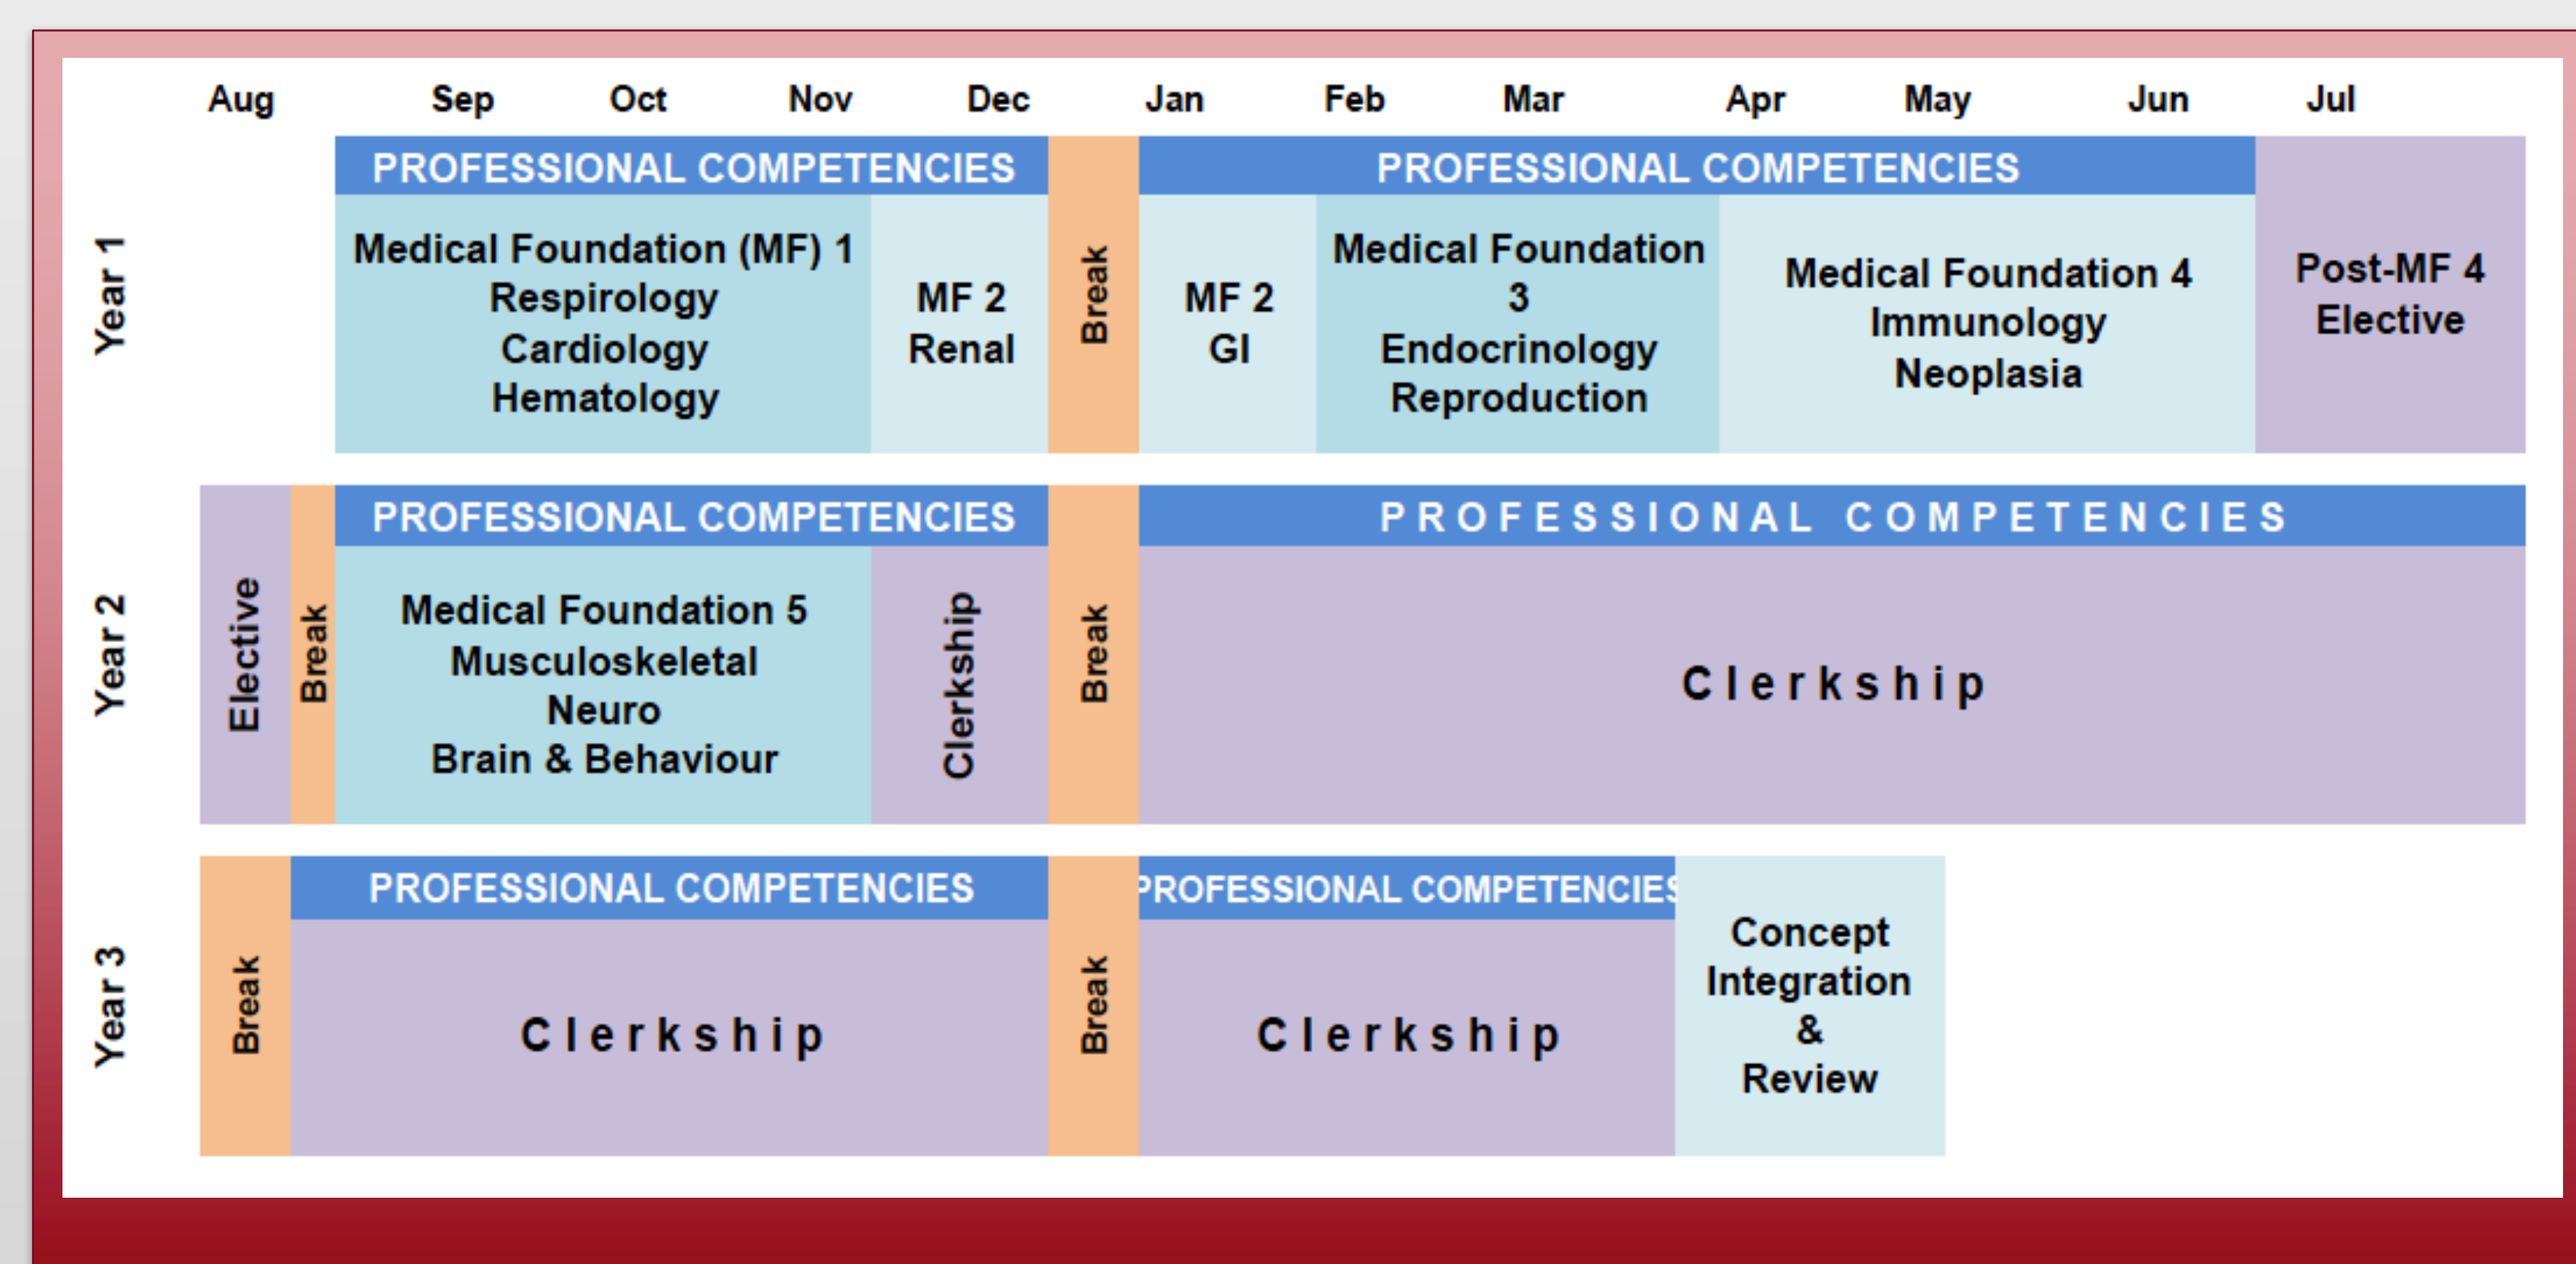 Aug Sep Oct Nov Dec Jan Feb Mar Apr May Jun Jul
Year 1
PROFESSIONAL COMPETENCIES
Medical Foundation (MF) 1
Respirology
Cardiology
Hematology
MF 2
Renal
Break
PROFESSIONAL COMPETENCIES
MF 2
GI
Medical Foundation
3
Endocrinology
Reproduction
Medical Foundation 4
Immunology
Neoplasia
Post-MF 4
Elective
Year 2
Elective
Break
PROFESSIONAL COMPETENCIES
Medical Foundation 5
Musculoskeletal
Neuro
Brain & Behaviour
Clerkship
Break
PROFESSIONAL COMPETENCIES
Clerkship
Year 3
Break
PROFESSIONAL COMPETENCIES
Clerkship
Break
PROFESSIONAL COMPETENCIES
Clerkship
Concept
Integration
&
Review